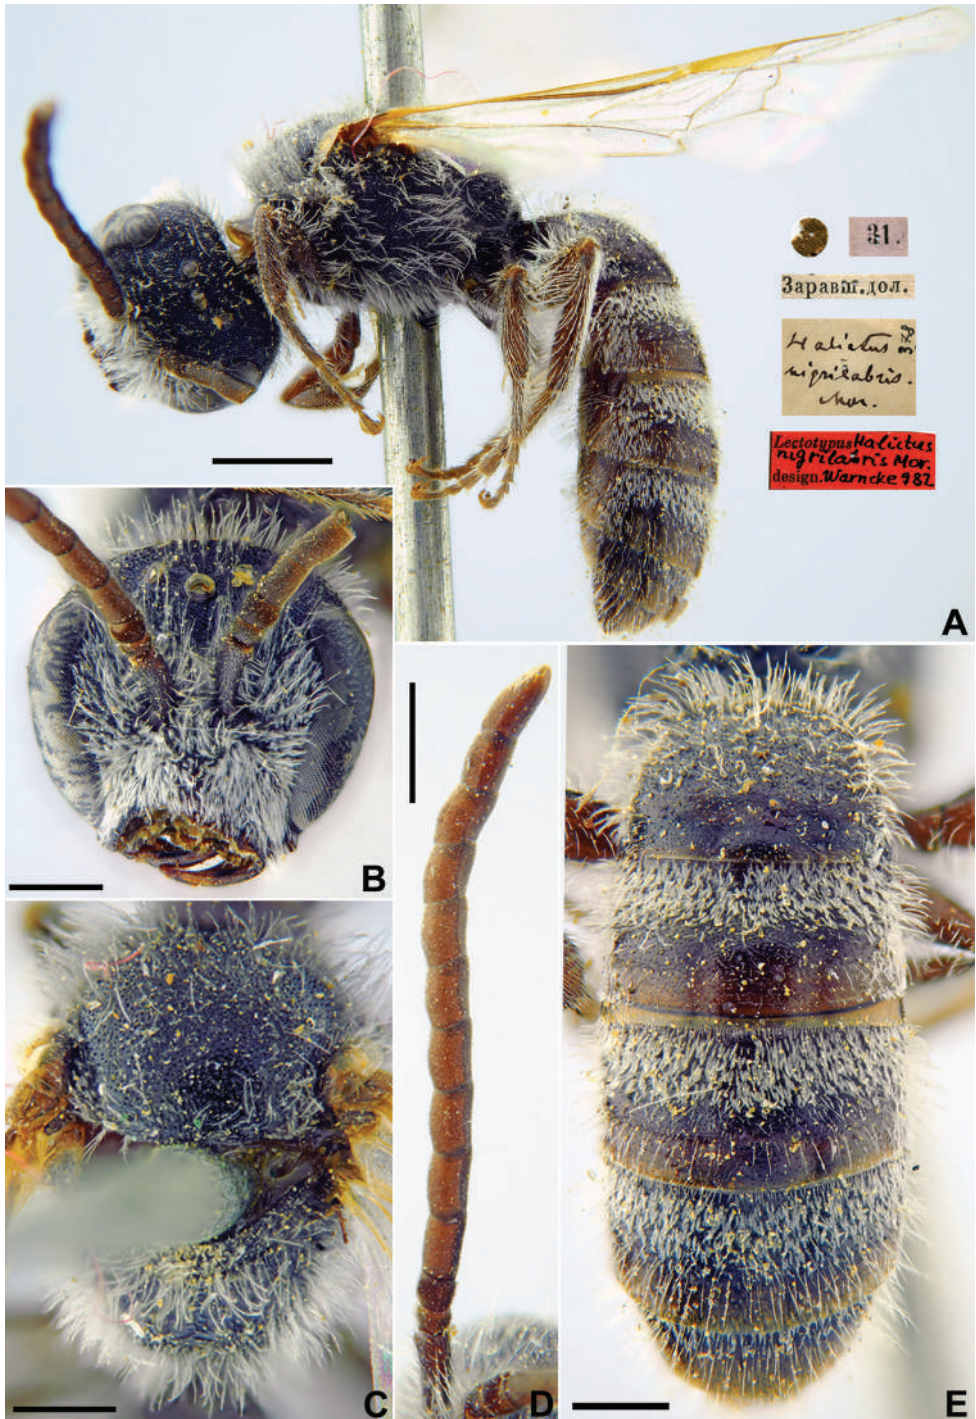 31.
Заравш.дол.
Halictus
nigrilabris.
Mor.
Lectotypus Halictus
nigrilabris Mor.
design. Warncke 982
A
B
C
D
E